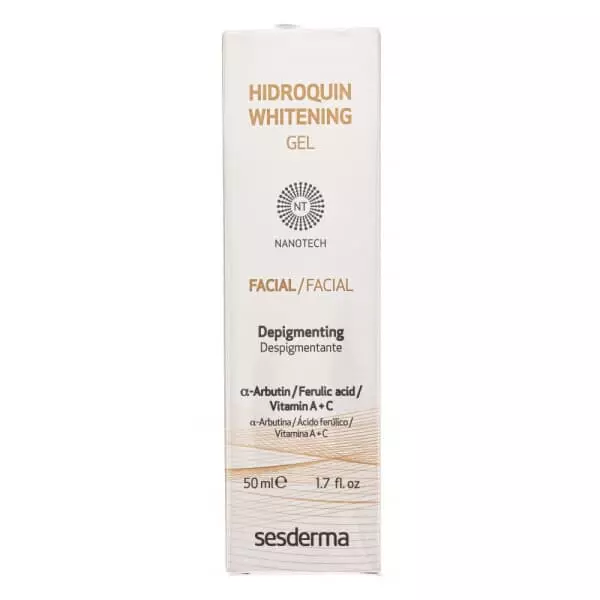 HIDROQUIN
WHITENING
GEL
NT
NANOTECH
FACIAL/FACIAL
Depigmenting
Despigmentante
α-Arbutin/Ferulic acid/
Vitamin A+C
α-Arbutina/Ácido ferúlico/
Vitamina A+C
50 ml℮ 1.7 fl. oz
sesderma